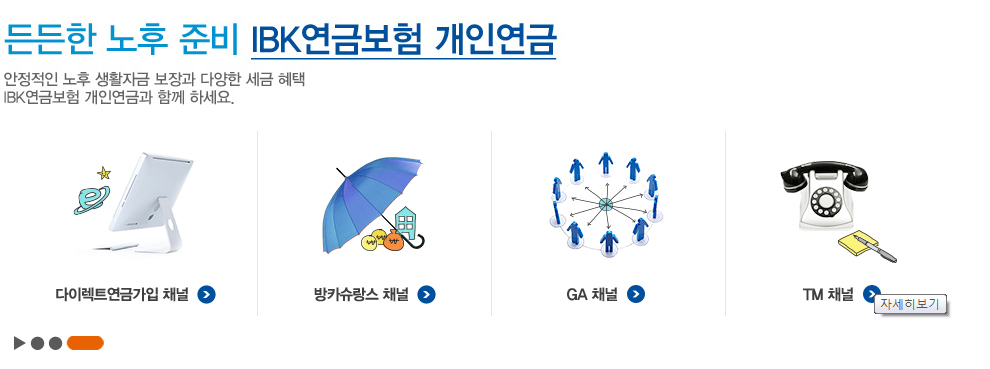 든든한 노후 준비 IBK연금보험 개인연금
안정적인 노후 생활자금 보장과 다양한 세금 혜택
IBK연금보험 개인연금과 함께 하세요.
다이렉트연금가입 채널
방카슈랑스 채널
GA 채널
TM 채널
자세히보기